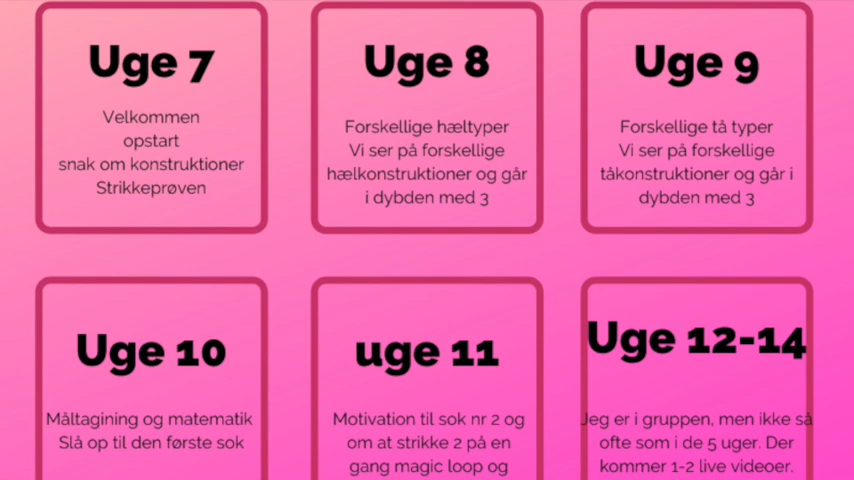 Uge 7
Velkommen
opstart
snak om konstruktioner
Strikkeprøven
Uge 8
Forskellige hæltyper
Vi ser på forskellige
hælkonstruktioner og går
i dybden med 3
Uge 9
Forskellige tå typer
Vi ser på forskellige
tåkonstruktioner og går i
dybden med 3
Uge 10
Måltagining og matematik
Slå op til den første sok
uge 11
Motivation til sok nr 2 og
om at strikke 2 på en
gang magic loop og
Uge 12-14
Jeg er i gruppen, men ikke så
ofte som i de 5 uger. Der
kommer 1-2 live videoer.